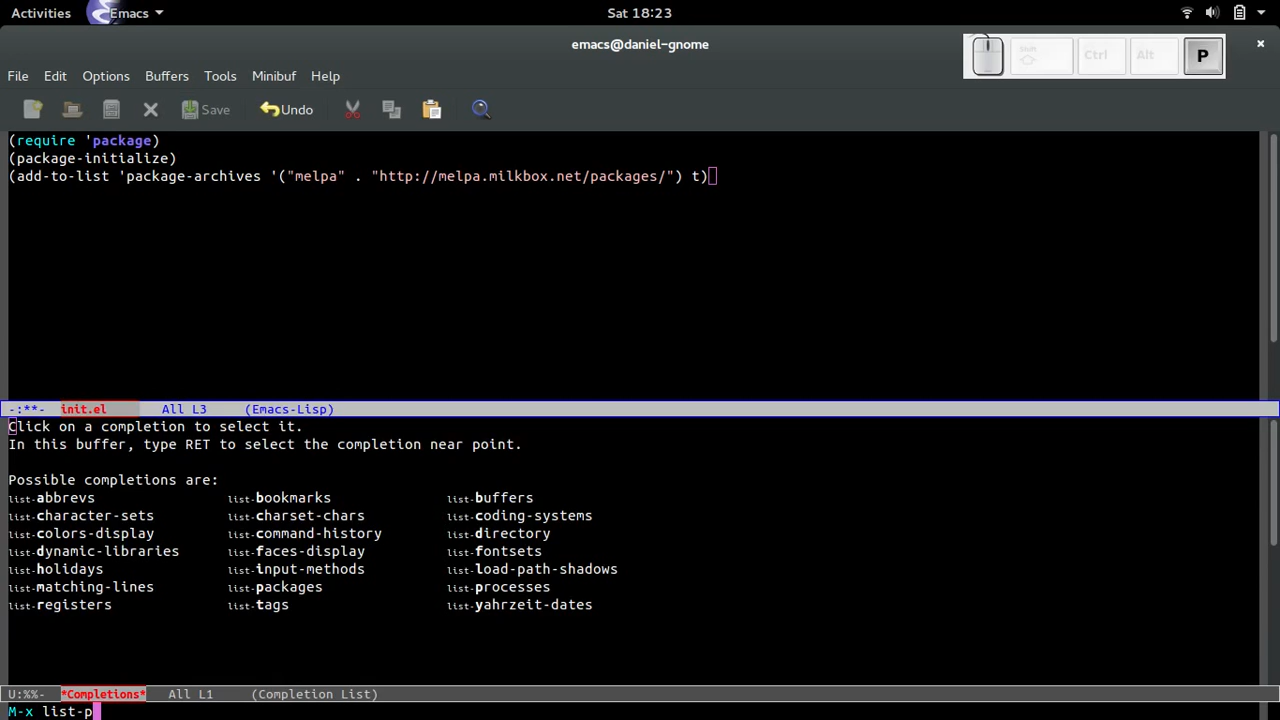 Activities Emacs Sat 18:23
emacs@daniel-gnome
Shift Ctrl Alt P
File Edit Options Buffers Tools Minibuf Help
Save Undo
(require 'package)
(package-initialize)
(add-to-list 'package-archives '("melpa" . "http://melpa.milkbox.net/packages/") t)
-:**- init.el All L3 (Emacs-Lisp)
Click on a completion to select it.
In this buffer, type RET to select the completion near point.
Possible completions are:
list-abbrevs list-bookmarks list-buffers
list-character-sets list-charset-chars list-coding-systems
list-colors-display list-command-history list-directory
list-dynamic-libraries list-faces-display list-fontsets
list-holidays list-input-methods list-load-path-shadows
list-matching-lines list-packages list-processes
list-registers list-tags list-yahrzeit-dates
U:%%- *Completions* All L1 (Completion List)
M-x list-p